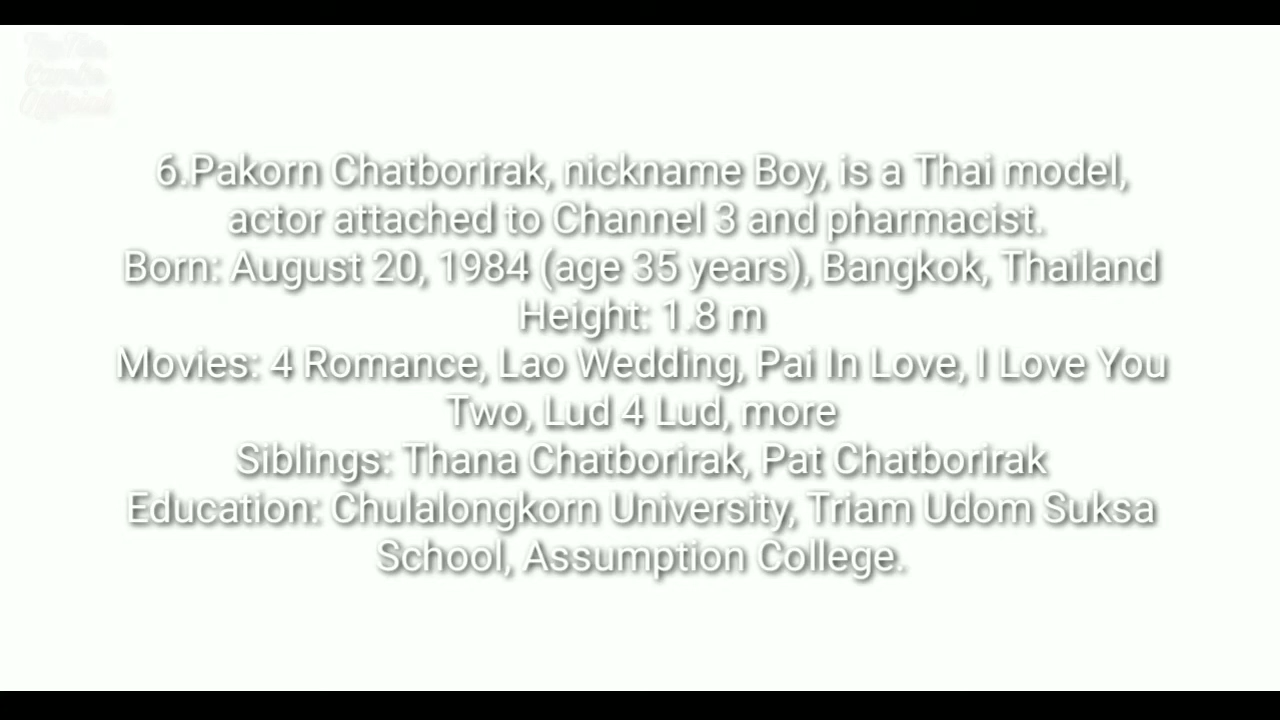 6.Pakorn Chatborirak, nickname Boy, is a Thai model,
actor attached to Channel 3 and pharmacist.
Born: August 20, 1984 (age 35 years), Bangkok, Thailand
Height: 1.8 m
Movies: 4 Romance, Lao Wedding, Pai In Love, I Love You
Two, Lud 4 Lud, more
Siblings: Thana Chatborirak, Pat Chatborirak
Education: Chulalongkorn University, Triam Udom Suksa
School, Assumption College.